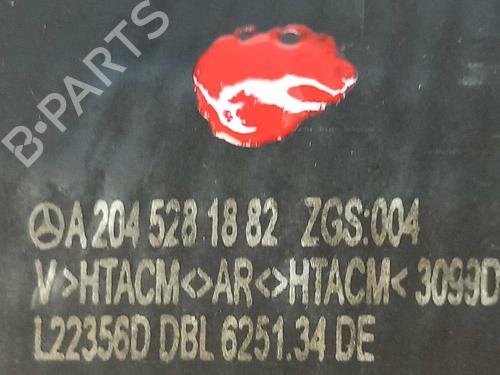 B-PARTS
A 204 528 18 82 ZGS:004
V>HTACM<>AR<>HTACM<3099D
L22356D DBL 6251.34 DE